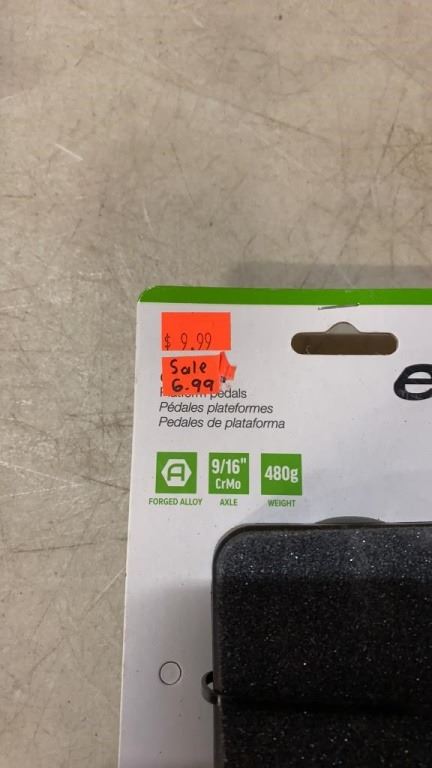 $ 9.99
Sale
6.99
Platform pedals
Pédales plateformes
Pedales de plataforma
9/16" 480g
CrMo
FORGED ALLOY AXLE WEIGHT